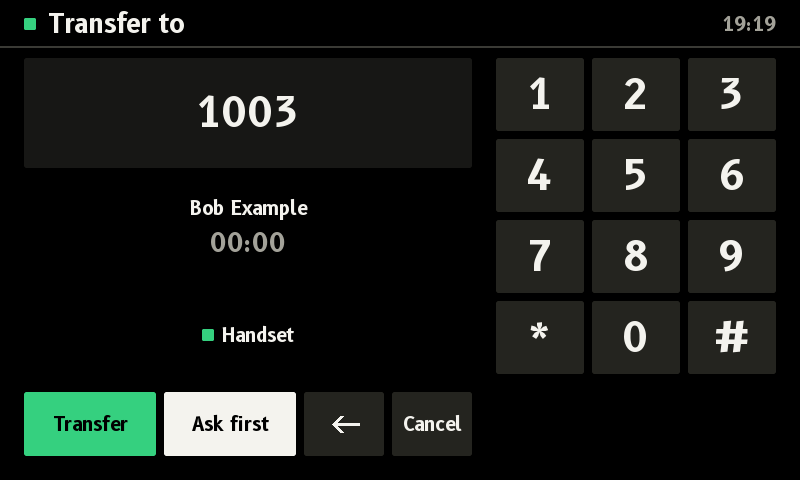 Transfer to
19:19
1003
Bob Example
00:00
Handset
Transfer
Ask first
←
Cancel
1 2 3
4 5 6
7 8 9
* 0 #